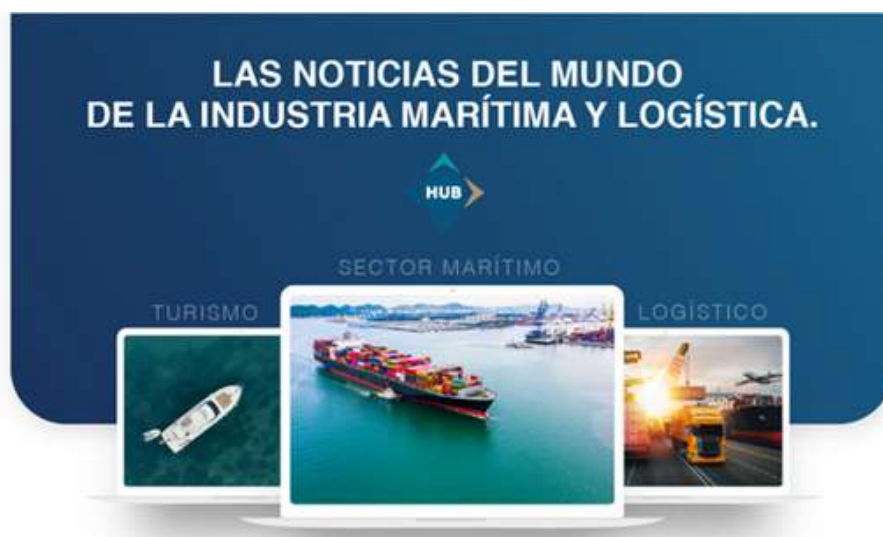 LAS NOTICIAS DEL MUNDO
DE LA INDUSTRIA MARÍTIMA Y LOGÍSTICA.
HUB
SECTOR MARÍTIMO
TURISMO
LOGÍSTICO